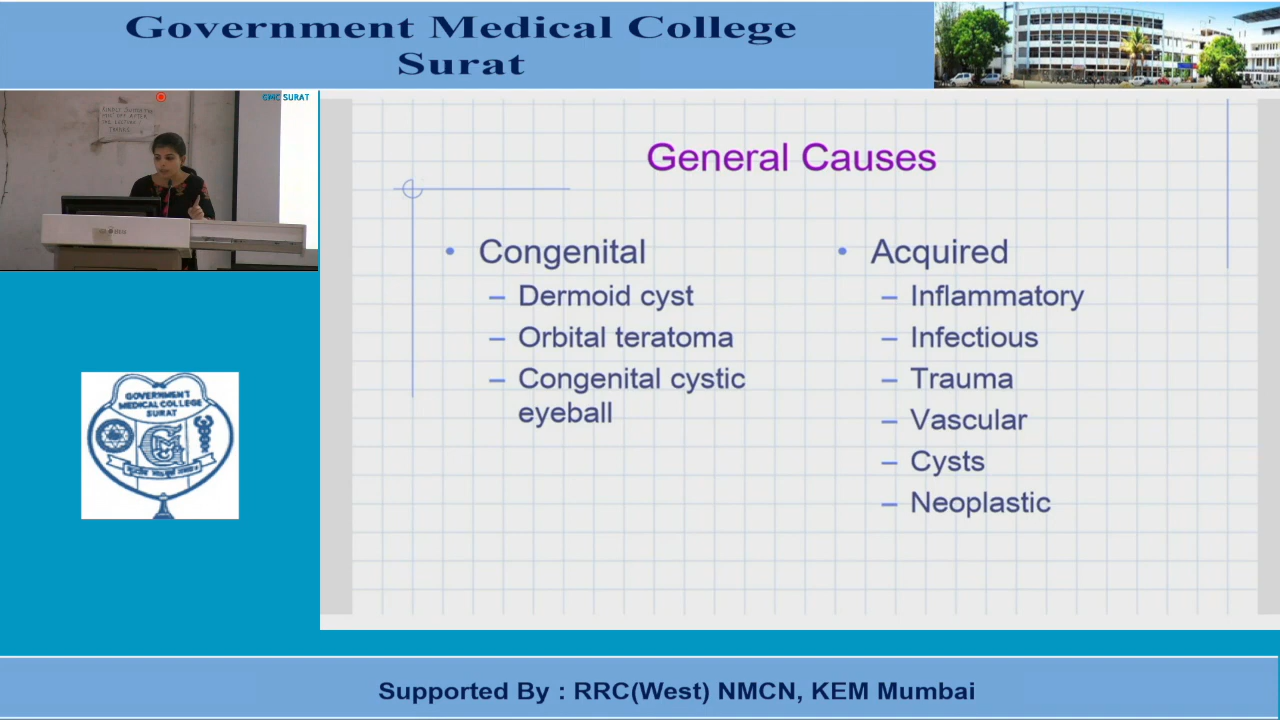 Government Medical College
Surat
GMC SURAT
THANKS
General Causes
• Congenital
– Dermoid cyst
– Orbital teratoma
– Congenital cystic
eyeball
• Acquired
– Inflammatory
– Infectious
– Trauma
– Vascular
– Cysts
– Neoplastic
GOVERNMENT
MEDICAL COLLEGE
SURAT
Supported By : RRC(West) NMCN, KEM Mumbai